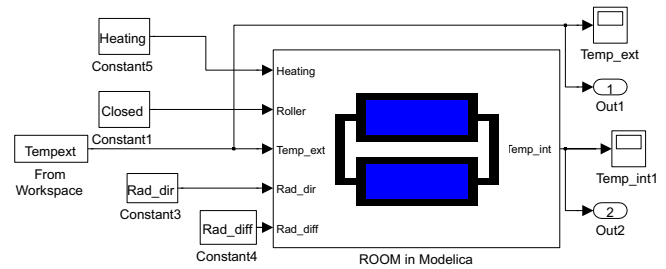 Heating
Constant5
Temp_ext
Heating
1
Out1
Closed
Constant1
Roller
Tempext
From
Workspace
Temp_ext
Temp_int
Temp_int1
Rad_dir
Constant3
Rad_dir
2
Out2
Rad_diff
Constant4
Rad_diff
ROOM in Modelica